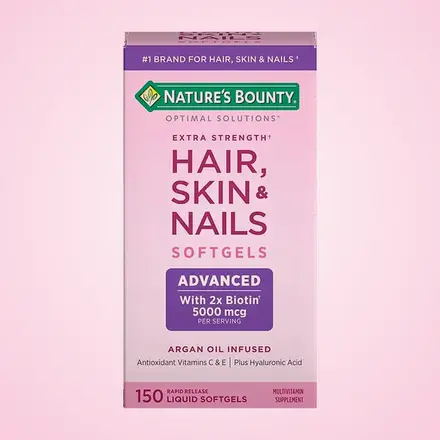 SKIN &
NAILS
#1 BRAND FOR HAIR, SKIN & NAILS†
NATURE'S BOUNTY®
OPTIMAL SOLUTIONS®
EXTRA STRENGTH†
HAIR,
SKIN &
NAILS
SOFTGELS
ADVANCED
With 2x Biotin†
5000 mcg
PER SERVING
ARGAN OIL INFUSED
Antioxidant Vitamins C & E | Plus Hyaluronic Acid
150 RAPID RELEASE LIQUID SOFTGELS
MULTIVITAMIN
SUPPLEMENT